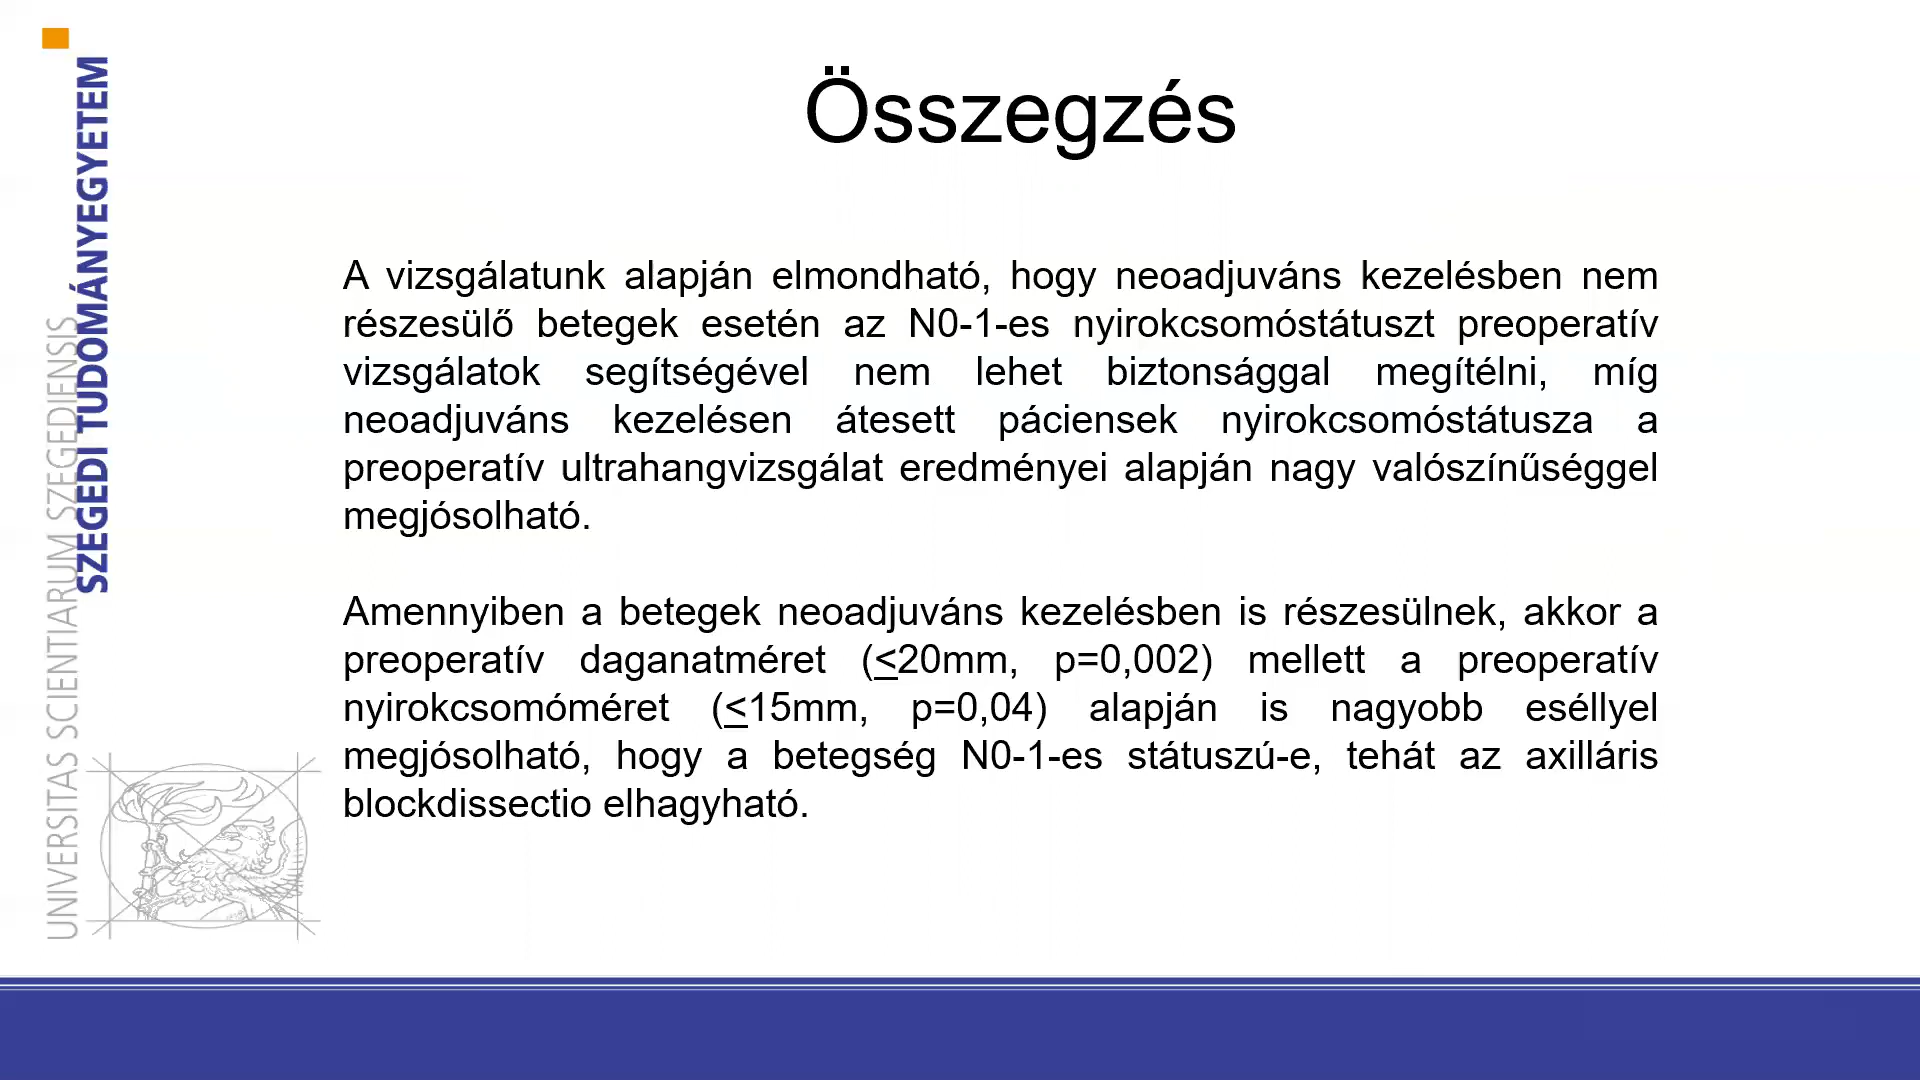 Összegzés
A vizsgálatunk alapján elmondható, hogy neoadjuváns kezelésben nem
részesülő betegek esetén az N0-1-es nyirokcsomóstátuszt preoperatív
vizsgálatok segítségével nem lehet biztonsággal megítélni, míg
neoadjuváns kezelésen átesett páciensek nyirokcsomóstátusza a
preoperatív ultrahangvizsgálat eredményei alapján nagy valószínűséggel
megjósolható.
Amennyiben a betegek neoadjuváns kezelésben is részesülnek, akkor a
preoperatív daganatméret (≤20mm, p=0,002) mellett a preoperatív
nyirokcsomóméret (≤15mm, p=0,04) alapján is nagyobb eséllyel
megjósolható, hogy a betegség N0-1-es státuszú-e, tehát az axilláris
blockdissectio elhagyható.
SZEGEDI TUDOMÁNYEGYETEM
UNIVERSITAS SCIENTIARUM SZEGEDIENSIS